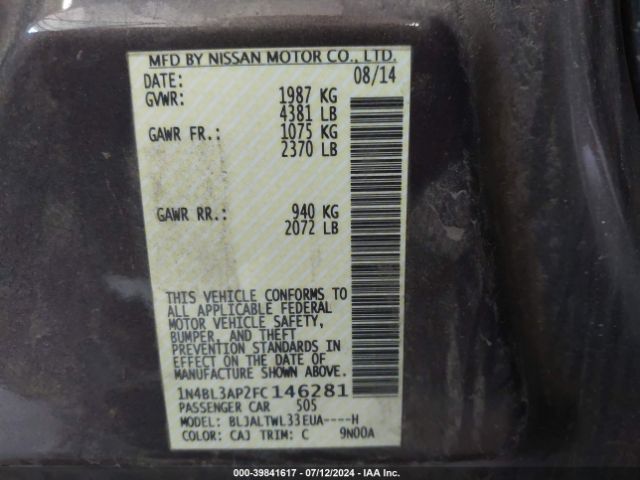 MFD BY NISSAN MOTOR CO., LTD.
DATE: 08/14
GVWR: 1987 KG
4381 LB
GAWR FR.: 1075 KG
2370 LB
GAWR RR.: 940 KG
2072 LB
THIS VEHICLE CONFORMS TO
ALL APPLICABLE FEDERAL
MOTOR VEHICLE SAFETY,
BUMPER, AND THEFT
PREVENTION STANDARDS IN
EFFECT ON THE DATE OF
MANUFACTURE SHOWN ABOVE.
1N4BL3AP2FC146281
PASSENGER CAR 505
MODEL: BLJALTWL33EUA----H
COLOR: CAJ TRIM: C 9N00A
000-39841617 - 07/12/2024 - IAA Inc.